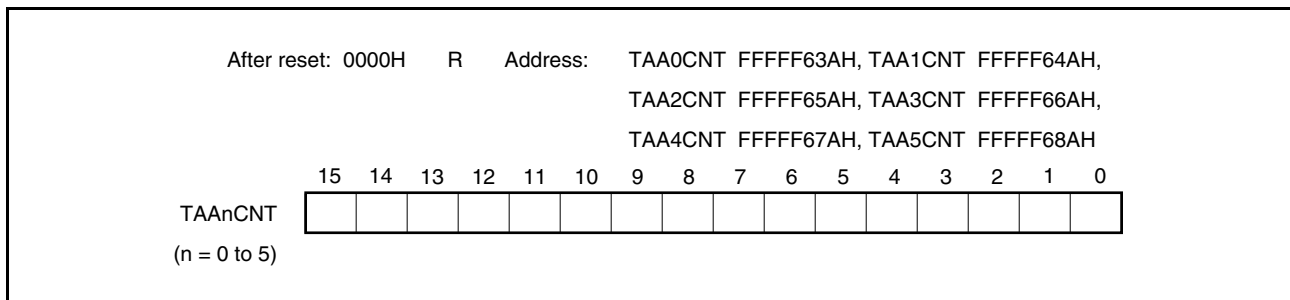 After reset: 0000H R Address: TAA0CNT FFFFF63AH, TAA1CNT FFFFF64AH,
TAA2CNT FFFFF65AH, TAA3CNT FFFFF66AH,
TAA4CNT FFFFF67AH, TAA5CNT FFFFF68AH
15 14 13 12 11 10 9 8 7 6 5 4 3 2 1 0
TAAnCNT
(n = 0 to 5)